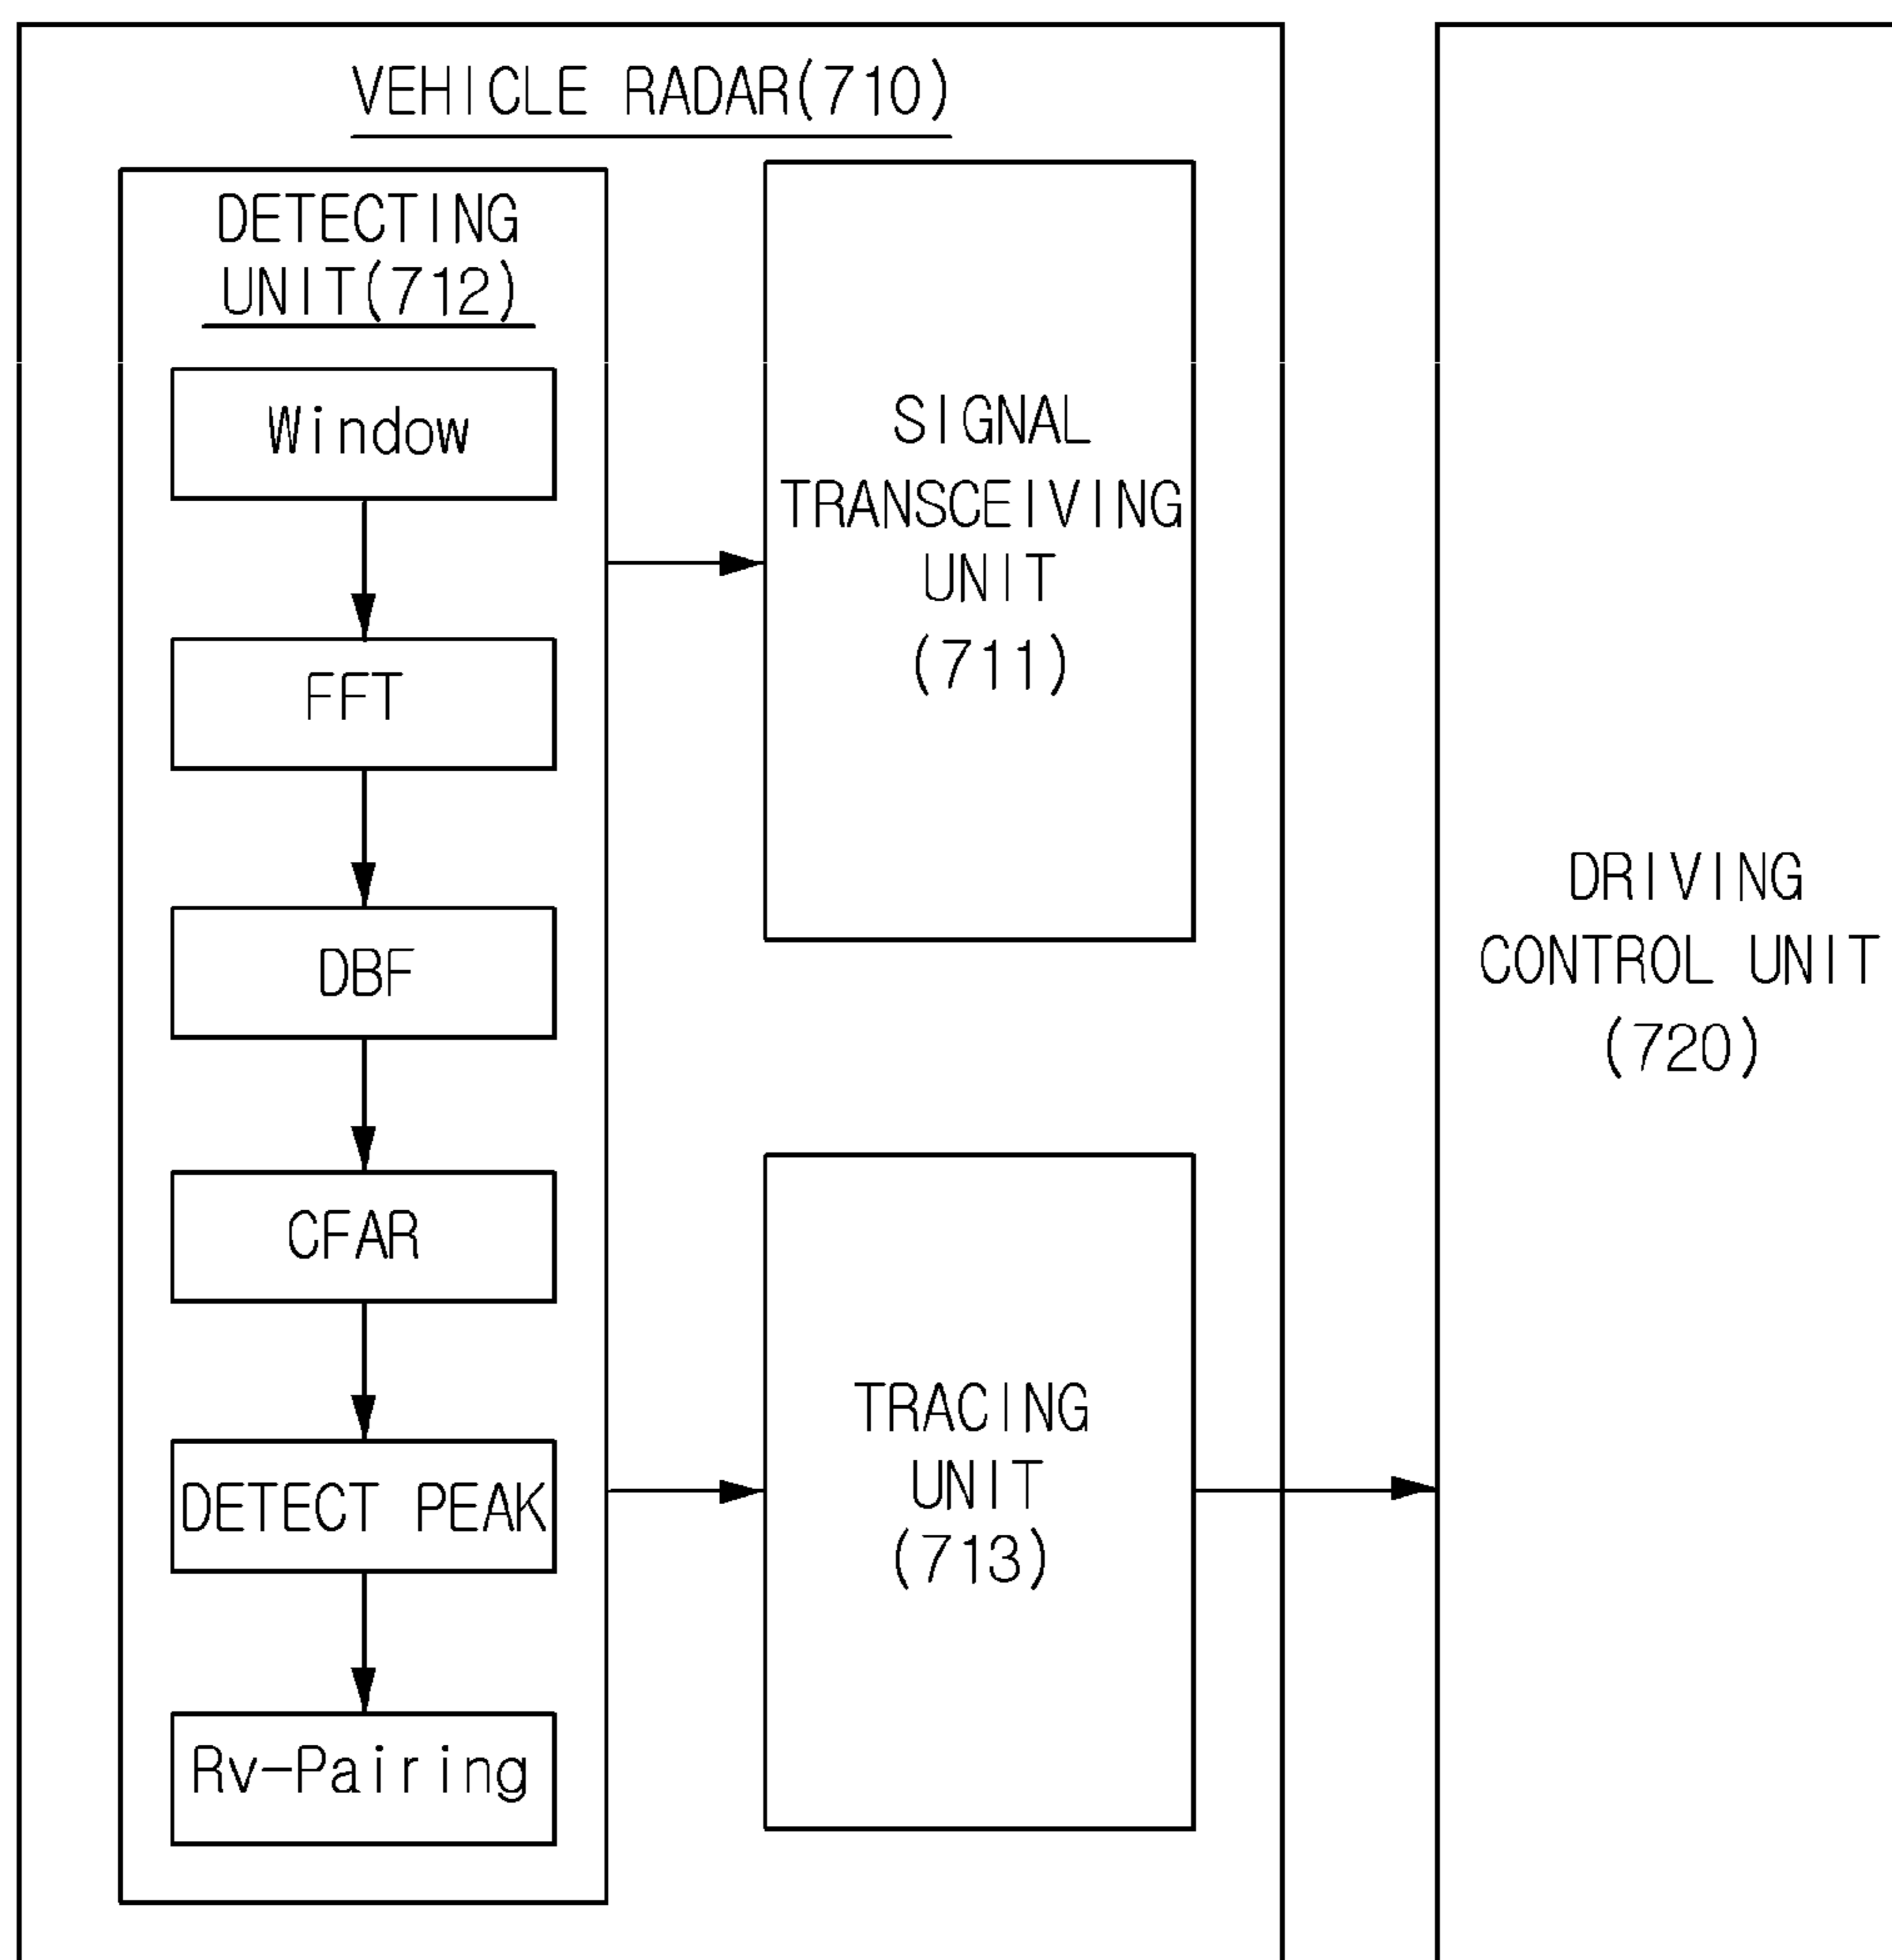 VEHICLE RADAR(710)
DETECTING
UNIT(712)
Window
FFT
DBF
CFAR
DETECT PEAK
Rv-Pairing
SIGNAL
TRANSCEIVING
UNIT
(711)
TRACING
UNIT
(713)
DRIVING
CONTROL UNIT
(720)